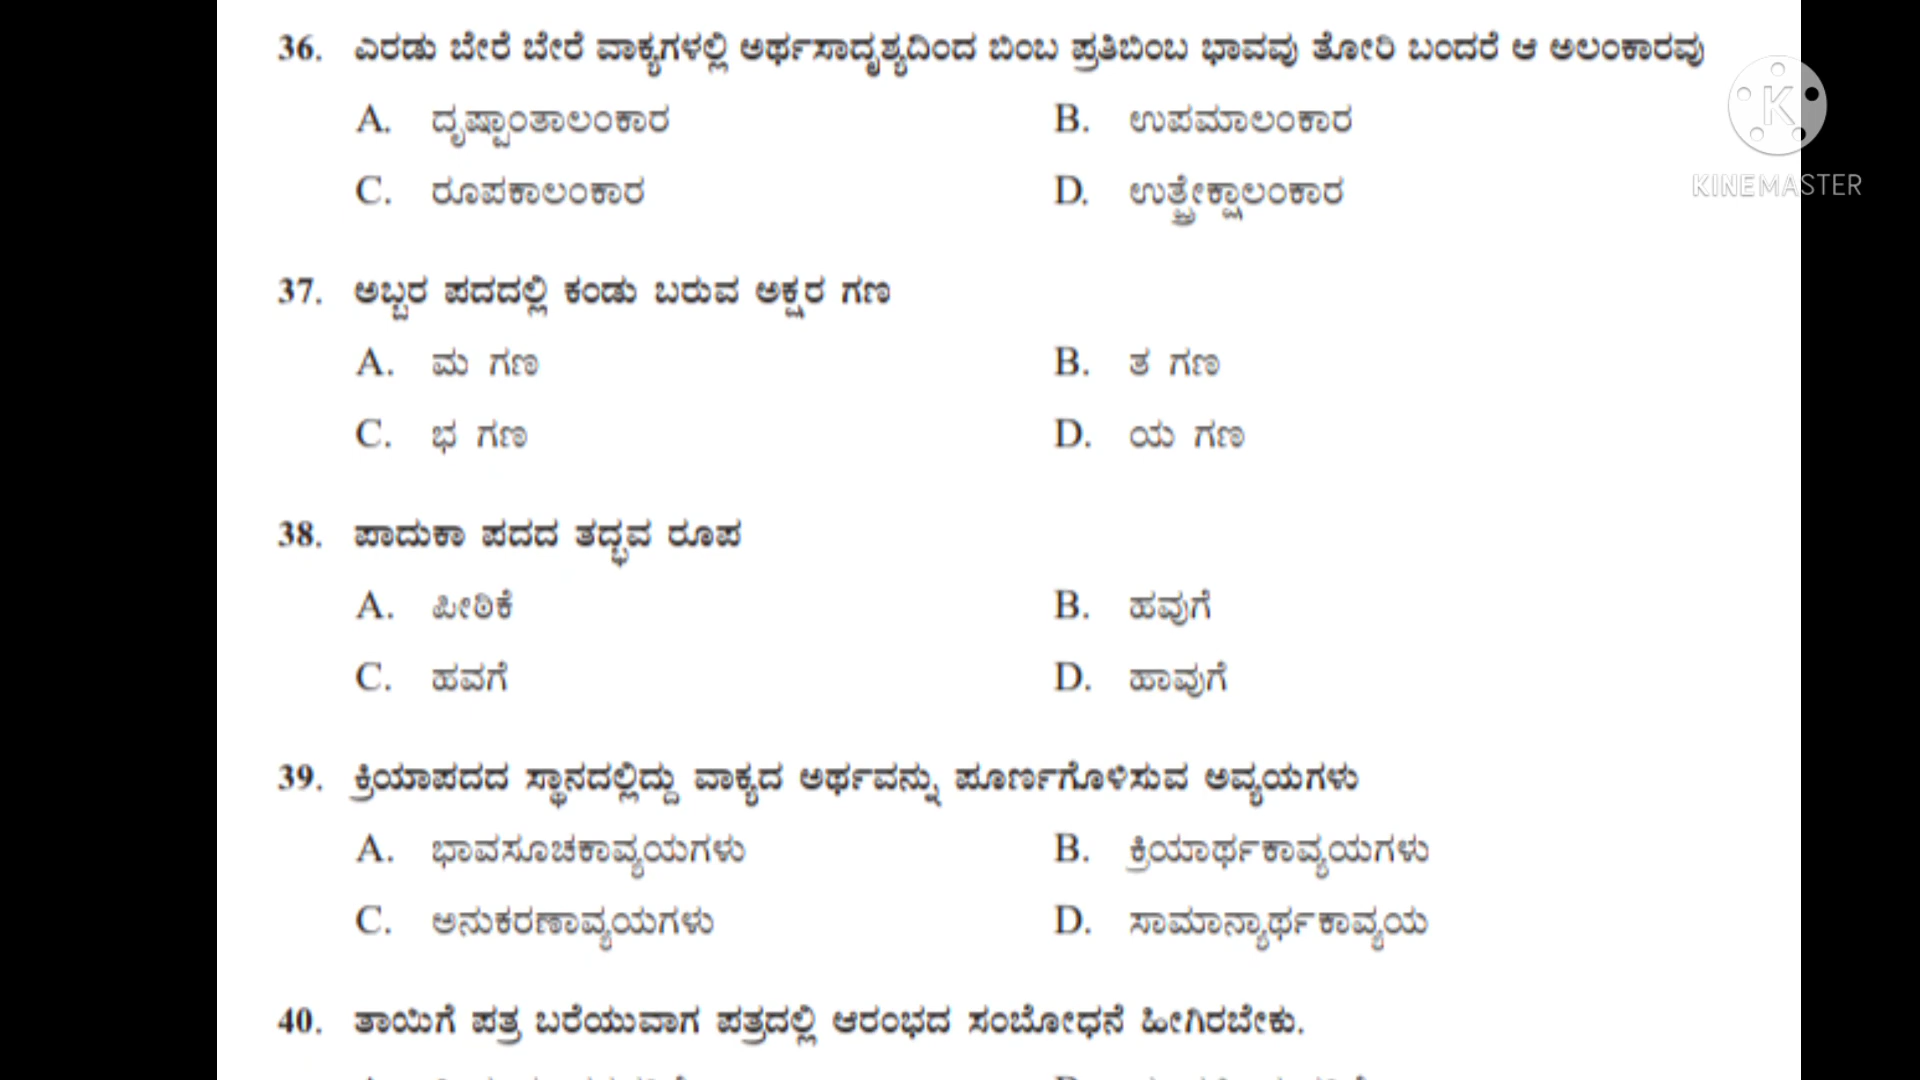 36. ಎರಡು ಬೇರೆ ಬೇರೆ ವಾಕ್ಯಗಳಲ್ಲಿ ಅರ್ಥಸಾದೃಶ್ಯದಿಂದ ಬಿಂಬ ಪ್ರತಿಬಿಂಬ ಭಾವವು ತೋರಿ ಬಂದರೆ ಆ ಅಲಂಕಾರವು
A. ದೃಷ್ಟಾಂತಾಲಂಕಾರ B. ಉಪಮಾಲಂಕಾರ
C. ರೂಪಕಾಲಂಕಾರ D. ಉತ್ಪ್ರೇಕ್ಷಾಲಂಕಾರ
K
KINEMASTER
37. ಅಬ್ಬರ ಪದದಲ್ಲಿ ಕಂಡು ಬರುವ ಅಕ್ಷರ ಗಣ
A. ಮ ಗಣ B. ತ ಗಣ
C. ಭ ಗಣ D. ಯ ಗಣ
38. ಪಾದುಕಾ ಪದದ ತದ್ಭವ ರೂಪ
A. ಪೀಠಿಕೆ B. ಹವುಗೆ
C. ಹವಗೆ D. ಹಾವುಗೆ
39. ಕ್ರಿಯಾಪದದ ಸ್ಥಾನದಲ್ಲಿದ್ದು ವಾಕ್ಯದ ಅರ್ಥವನ್ನು ಪೂರ್ಣಗೊಳಿಸುವ ಅವ್ಯಯಗಳು
A. ಭಾವಸೂಚಕಾವ್ಯಯಗಳು B. ಕ್ರಿಯಾರ್ಥಕಾವ್ಯಯಗಳು
C. ಅನುಕರಣಾವ್ಯಯಗಳು D. ಸಾಮಾನ್ಯಾರ್ಥಕಾವ್ಯಯ
40. ತಾಯಿಗೆ ಪತ್ರ ಬರೆಯುವಾಗ ಪತ್ರದಲ್ಲಿ ಆರಂಭದ ಸಂಬೋಧನೆ ಹೀಗಿರಬೇಕು.